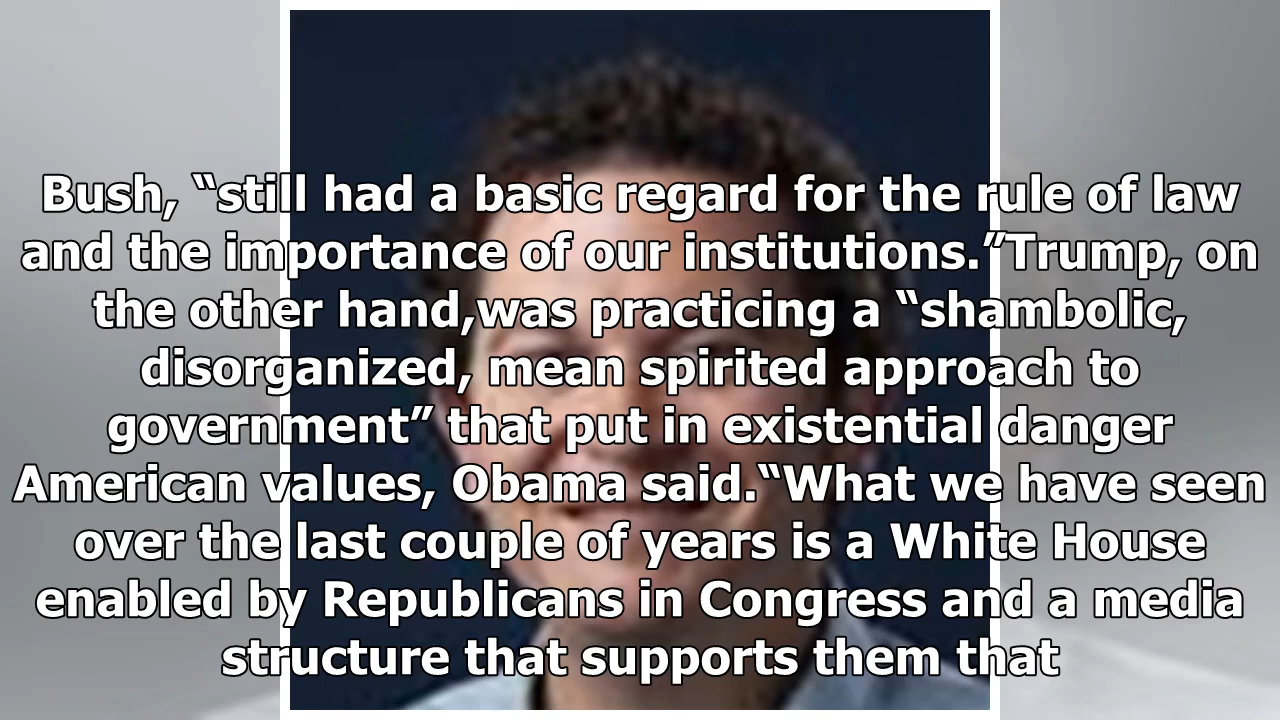 Bush, “still had a basic regard for the rule of law
and the importance of our institutions.”Trump, on
the other hand,was practicing a “shambolic,
disorganized, mean spirited approach to
government” that put in existential danger
American values, Obama said.“What we have seen
over the last couple of years is a White House
enabled by Republicans in Congress and a media
structure that supports them that